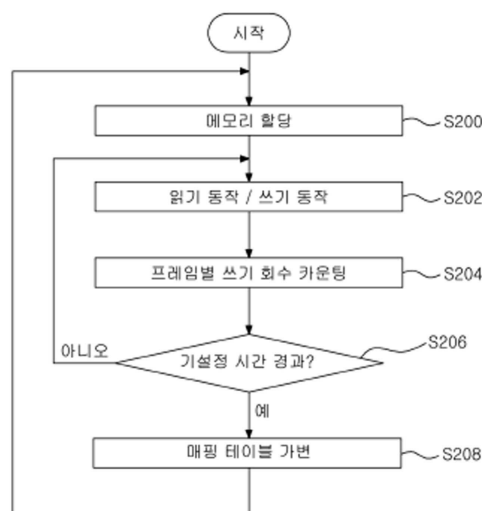 시작
메모리 할당
S200
읽기 동작 / 쓰기 동작
S202
프레임별 쓰기 회수 카운팅
S204
기설정 시간 경과?
S206
아니오
예
매핑 테이블 가변
S208